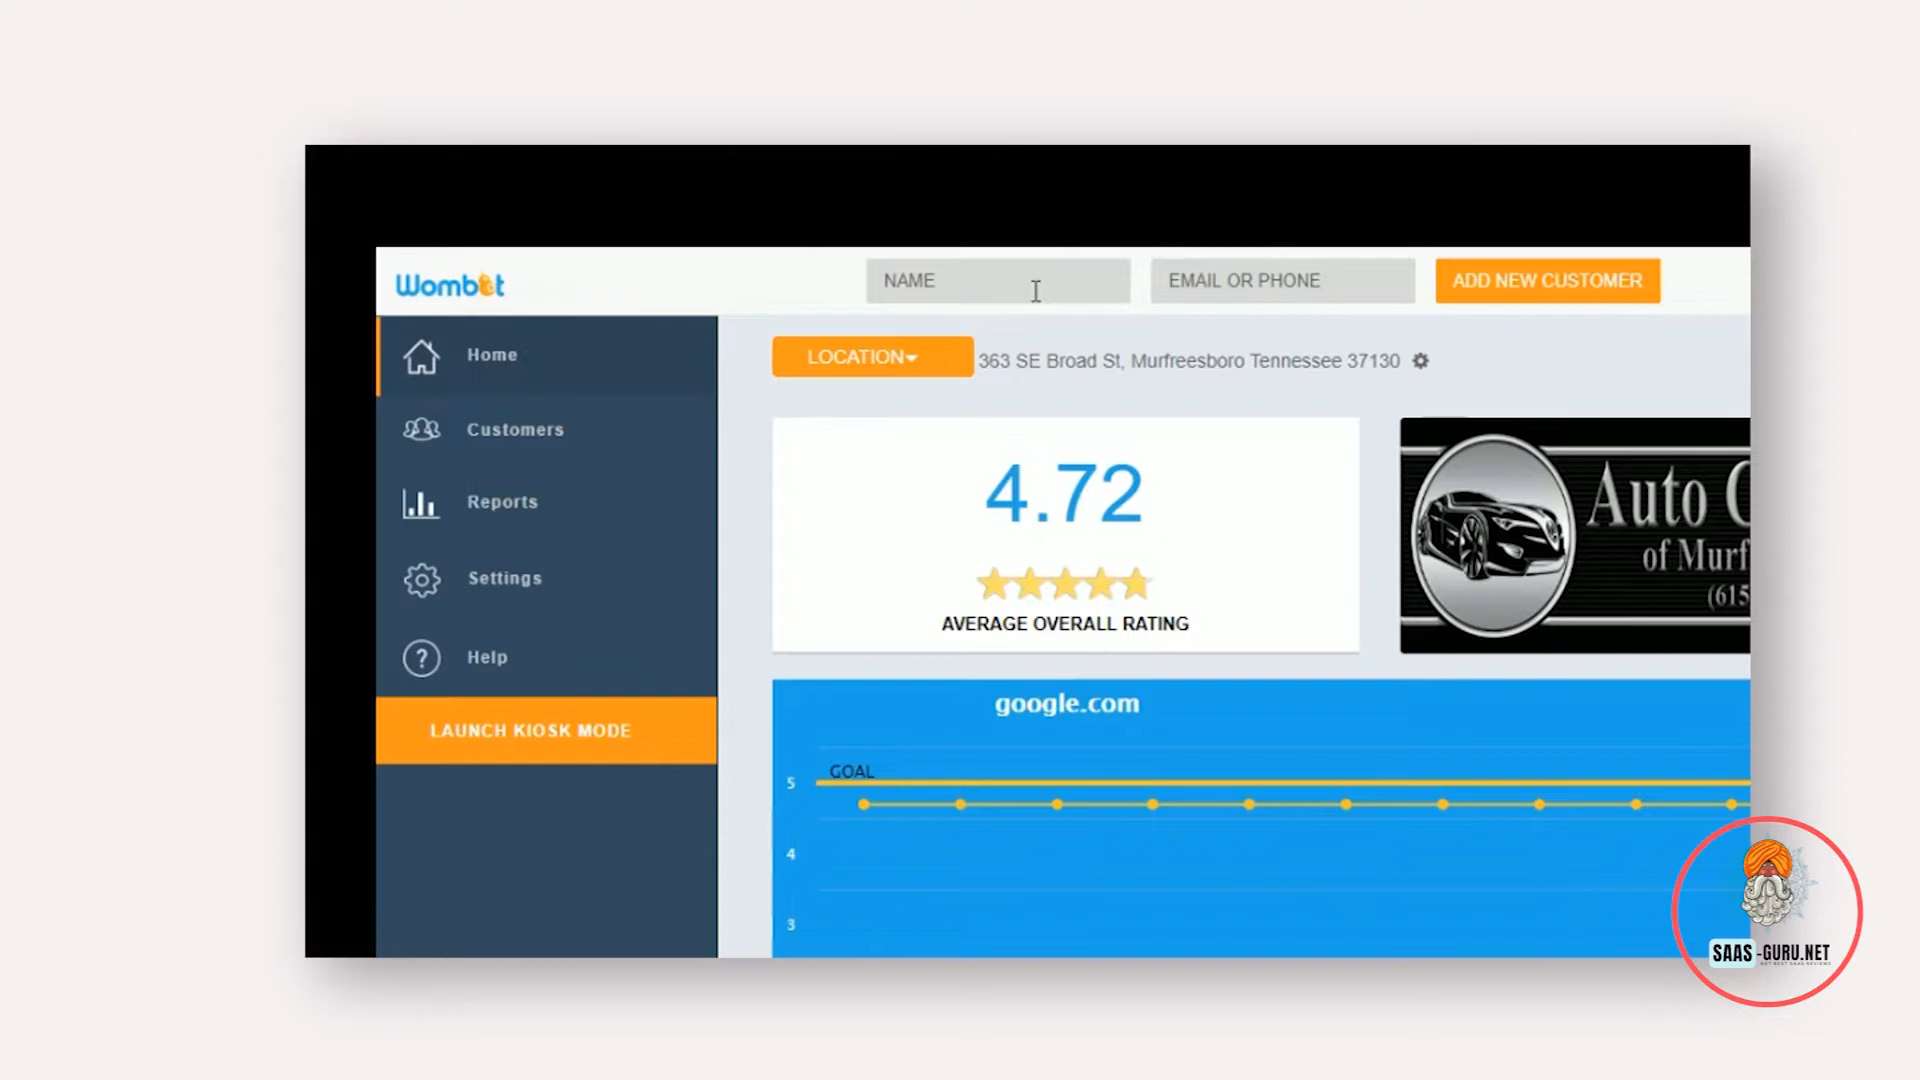 Wombot
NAME
EMAIL OR PHONE
ADD NEW CUSTOMER
Home
Customers
Reports
Settings
Help
LAUNCH KIOSK MODE
LOCATION
363 SE Broad St, Murfreesboro Tennessee 37130
4.72
AVERAGE OVERALL RATING
Auto C
of Murf
(615
google.com
GOAL
5
4
3
SAAS-GURU.NET